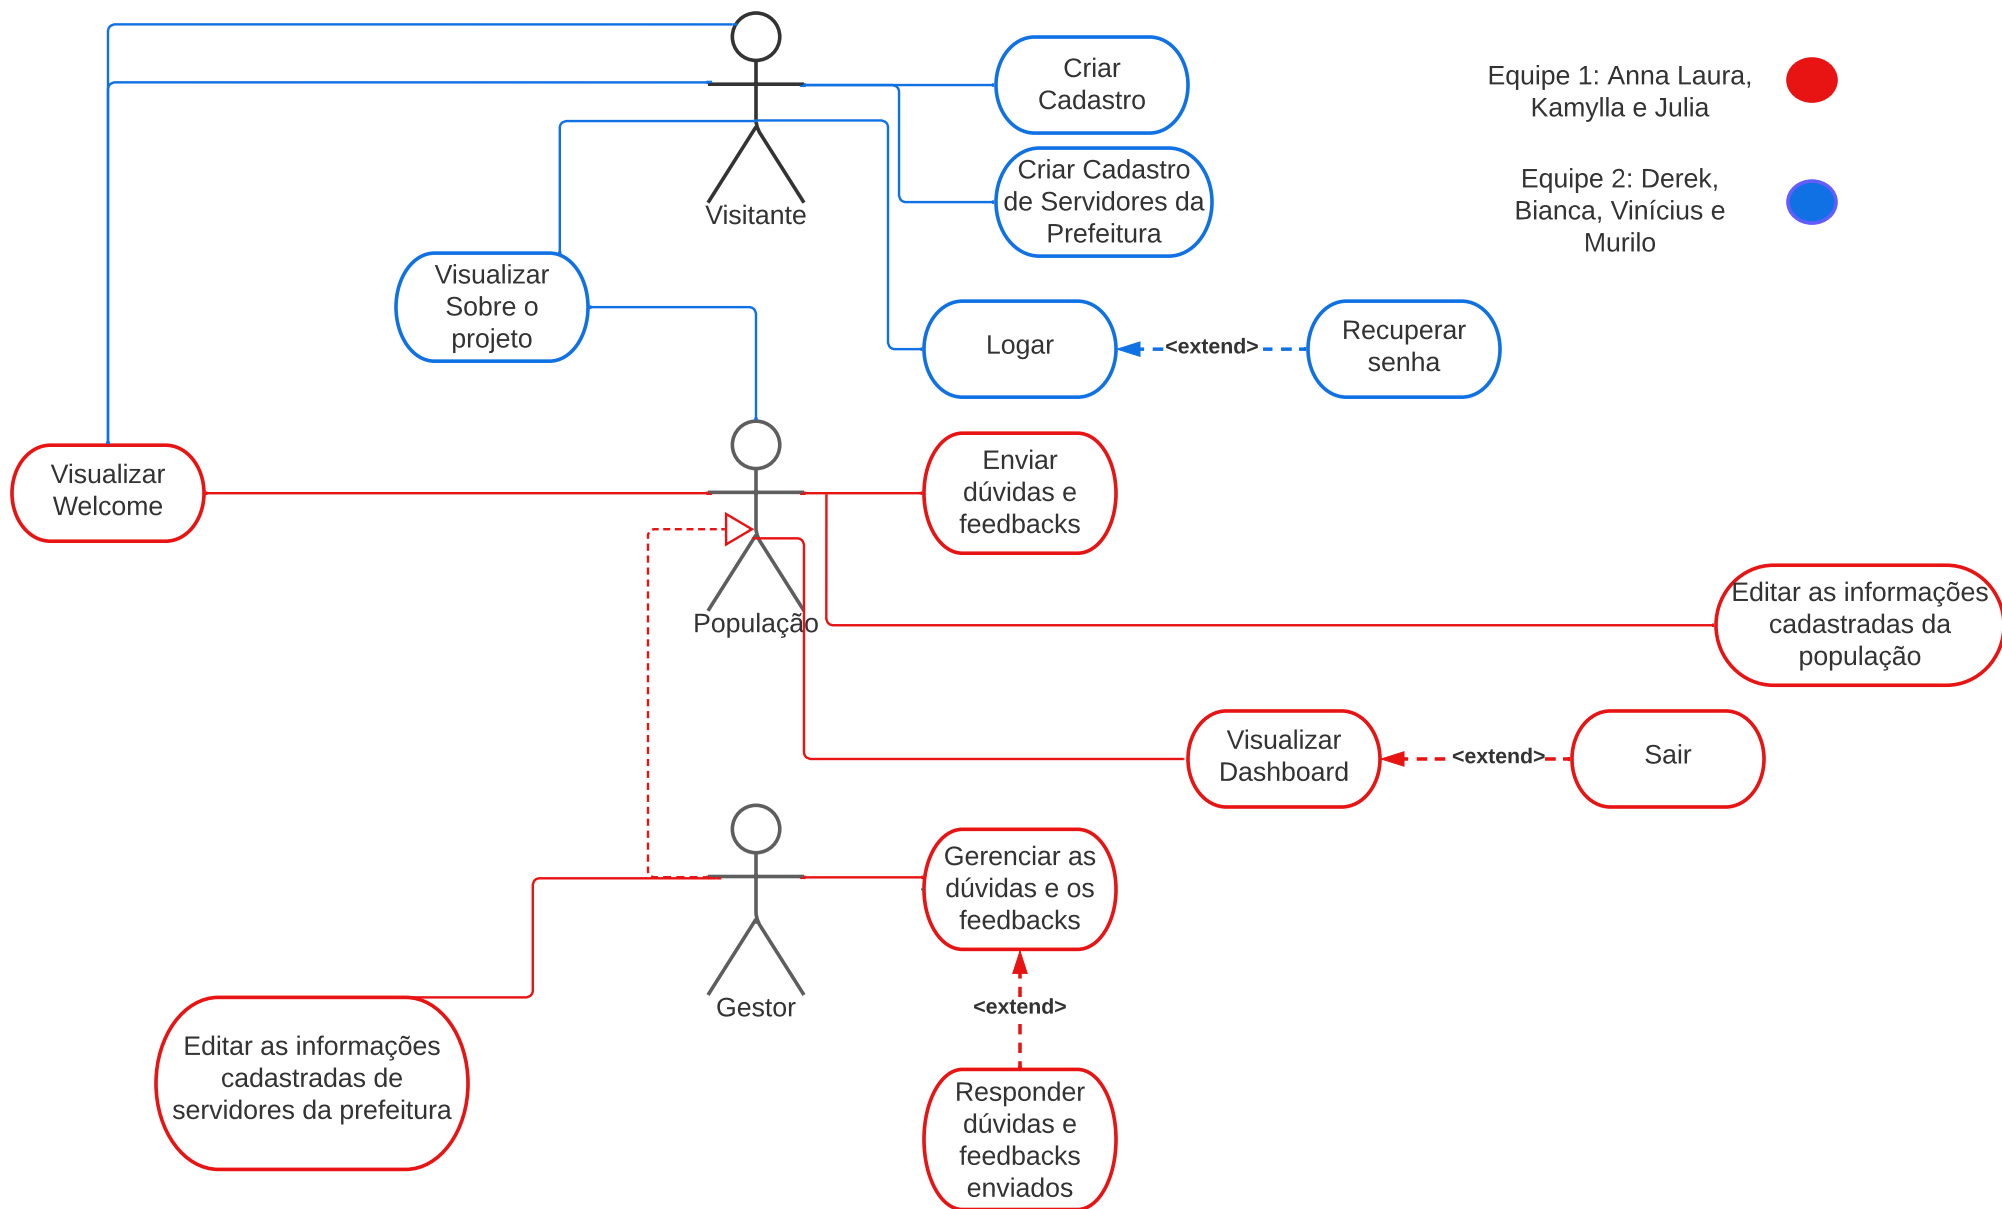 Criar
Cadastro
Equipe 1: Anna Laura,
Kamylla e Julia
Criar Cadastro
de Servidores da
Prefeitura
Equipe 2: Derek,
Bianca, Vinícius e
Murilo
Visitante
Visualizar
Sobre o
projeto
Logar
<extend>
Recuperar
senha
Visualizar
Welcome
Enviar
dúvidas e
feedbacks
População
Editar as informações
cadastradas da
população
Visualizar
Dashboard
<extend>
Sair
Gerenciar as
dúvidas e os
feedbacks
Gestor
<extend>
Editar as informações
cadastradas de
servidores da prefeitura
Responder
dúvidas e
feedbacks
enviados